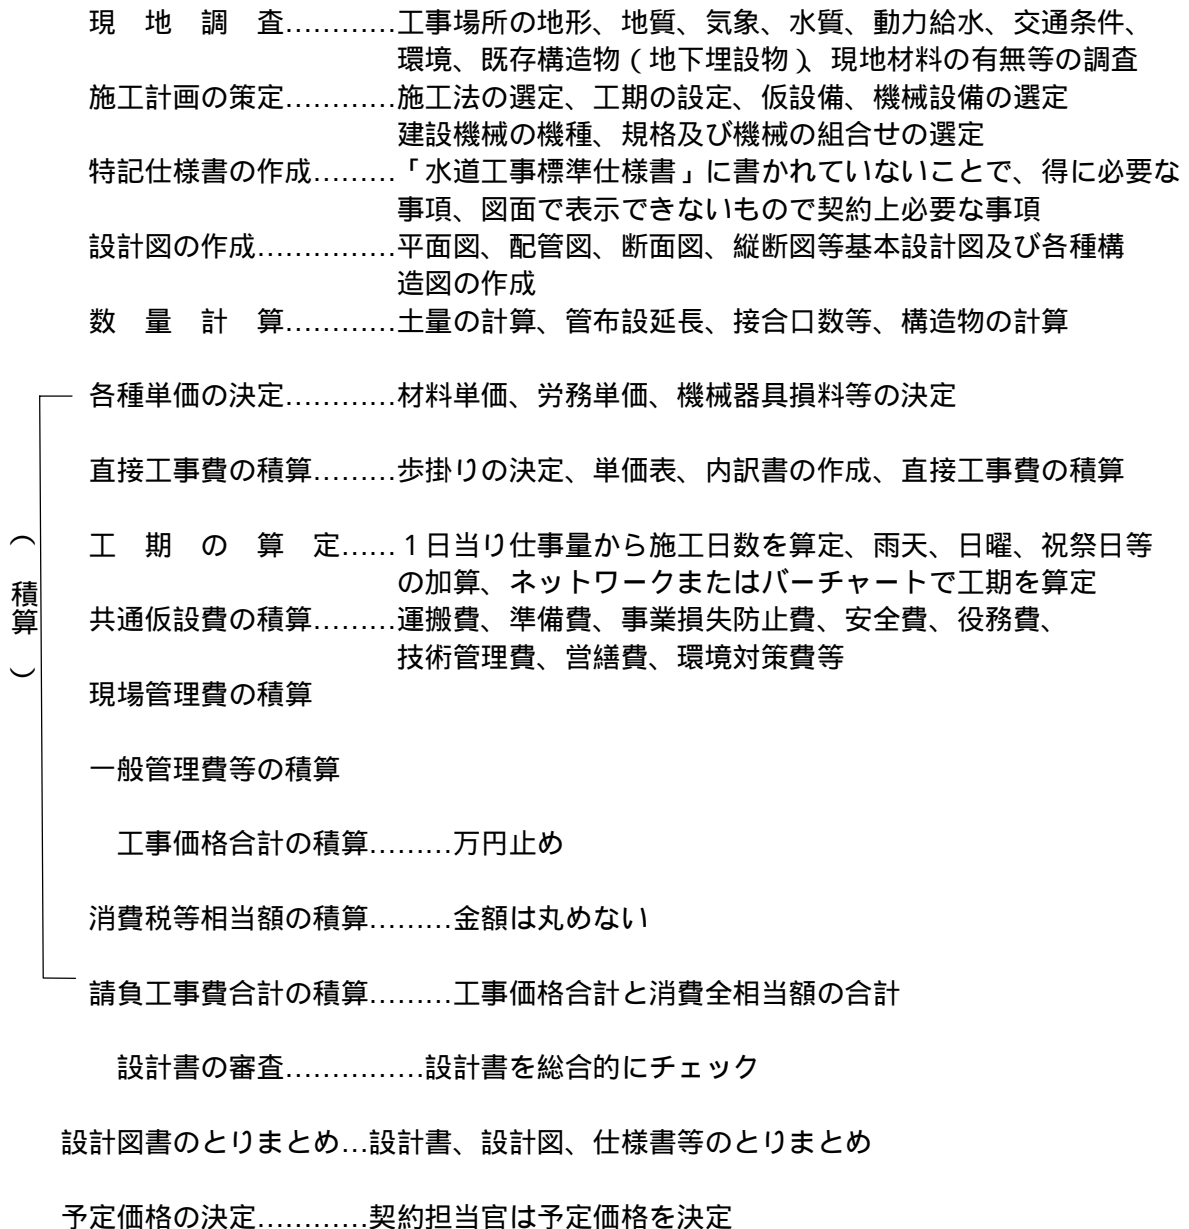 現　地　調　査…………工事場所の地形、地質、気象、水質、動力給水、交通条件、
環境、既存構造物（地下埋設物）、現地材料の有無等の調査
施工計画の策定…………施工法の選定、工期の設定、仮設備、機械設備の選定
建設機械の機種、規格及び機械の組合せの選定
特記仕様書の作成………「水道工事標準仕様書」に書かれていないことで、得に必要な
事項、図面で表示できないもので契約上必要な事項
設計図の作成……………平面図、配管図、断面図、縦断図等基本設計図及び各種構
造図の作成
数　量　計　算…………土量の計算、管布設延長、接合口数等、構造物の計算
各種単価の決定…………材料単価、労務単価、機械器具損料等の決定
直接工事費の積算………歩掛りの決定、単価表、内訳書の作成、直接工事費の積算
工　期　の　算　定……１日当り仕事量から施工日数を算定、雨天、日曜、祝祭日等
の加算、ネットワークまたはバーチャートで工期を算定
（積算）
共通仮設費の積算………運搬費、準備費、事業損失防止費、安全費、役務費、
技術管理費、営繕費、環境対策費等
現場管理費の積算
一般管理費等の積算
工事価格合計の積算………万円止め
消費税等相当額の積算………金額は丸めない
請負工事費合計の積算………工事価格合計と消費全相当額の合計
設計書の審査……………設計書を総合的にチェック
設計図書のとりまとめ…設計書、設計図、仕様書等のとりまとめ
予定価格の決定…………契約担当官は予定価格を決定